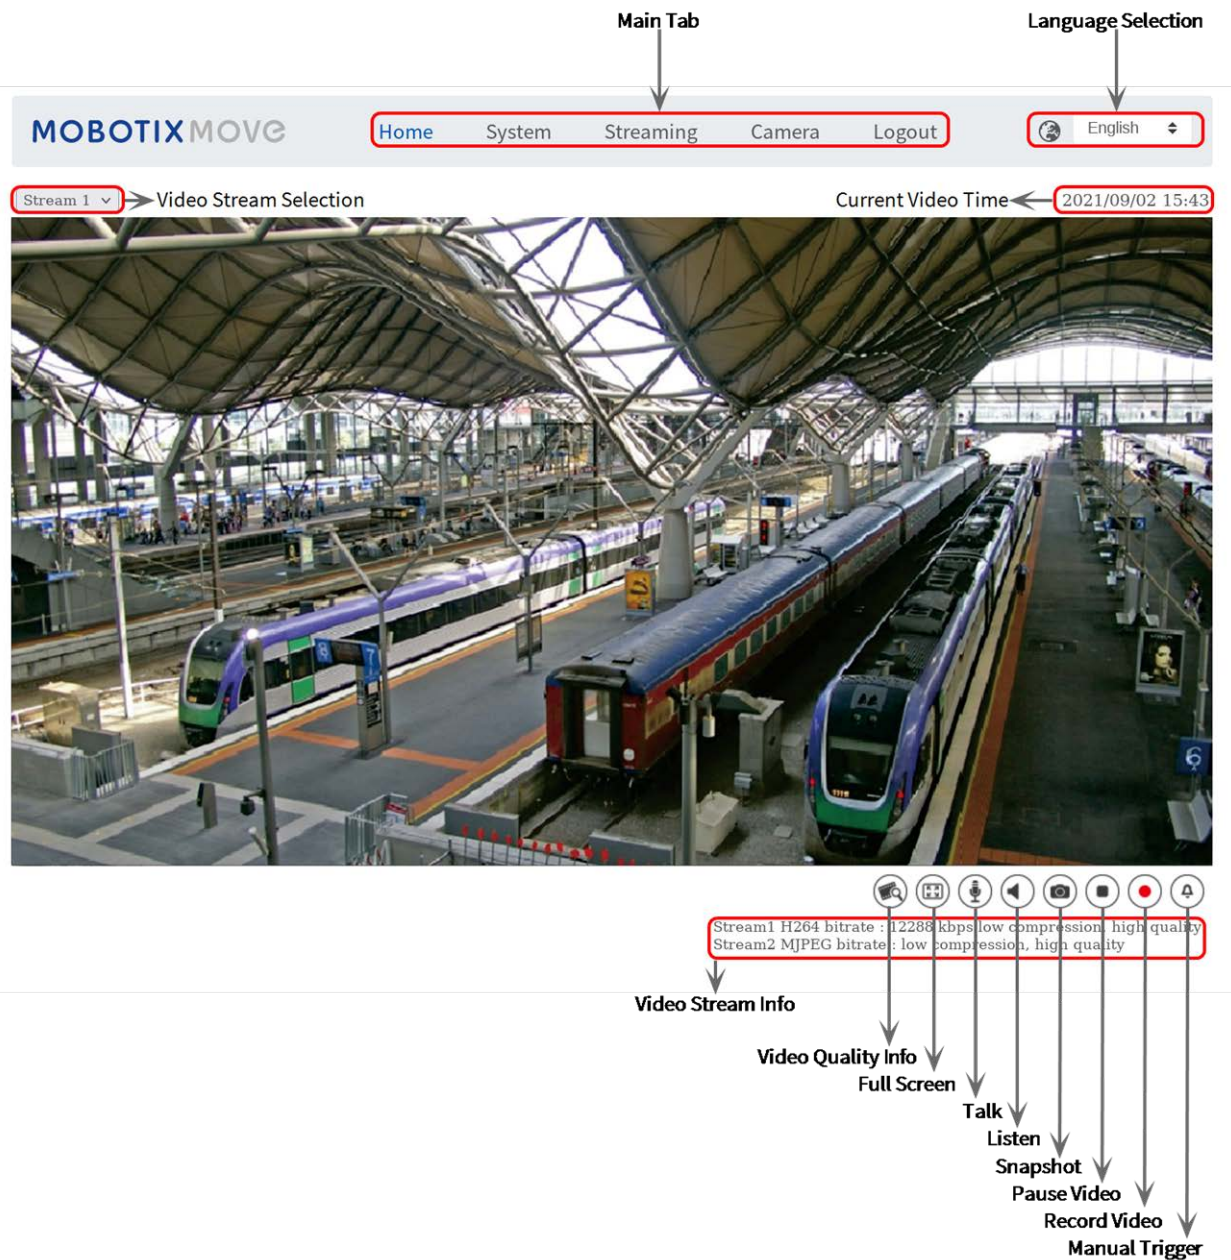 Main Tab
Language Selection
MOBOTIX MOVE
Home System Streaming Camera Logout
English
Stream 1
Video Stream Selection
Current Video Time
2021/09/02 15:43
8
7
6
Stream1 H264 bitrate : 12288 kbps low compression, high quality
Stream2 MJPEG bitrate : low compression, high quality
Video Stream Info
Video Quality Info
Full Screen
Talk
Listen
Snapshot
Pause Video
Record Video
Manual Trigger